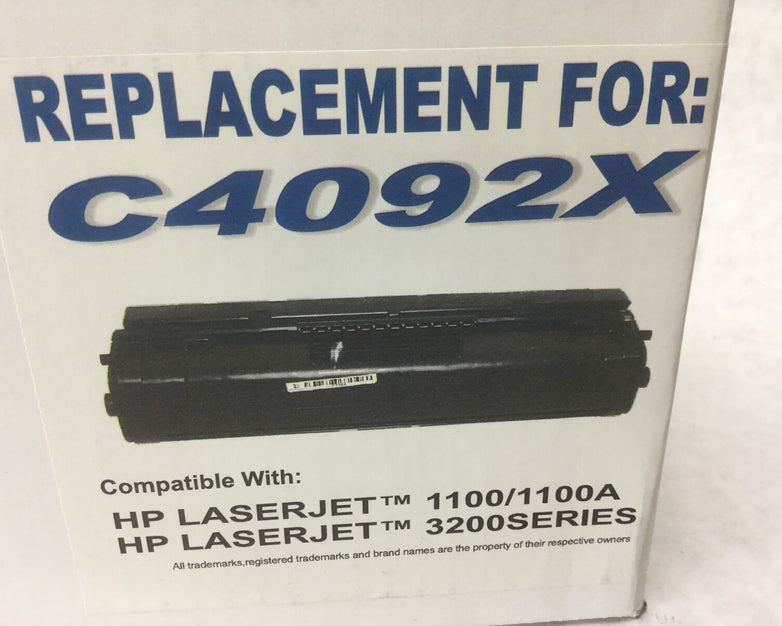 REPLACEMENT FOR:
C4092X
Compatible With:
HP LASERJET™ 1100/1100A
HP LASERJET™ 3200SERIES
All trademarks,registered trademarks and brand names are the property of their respective owners